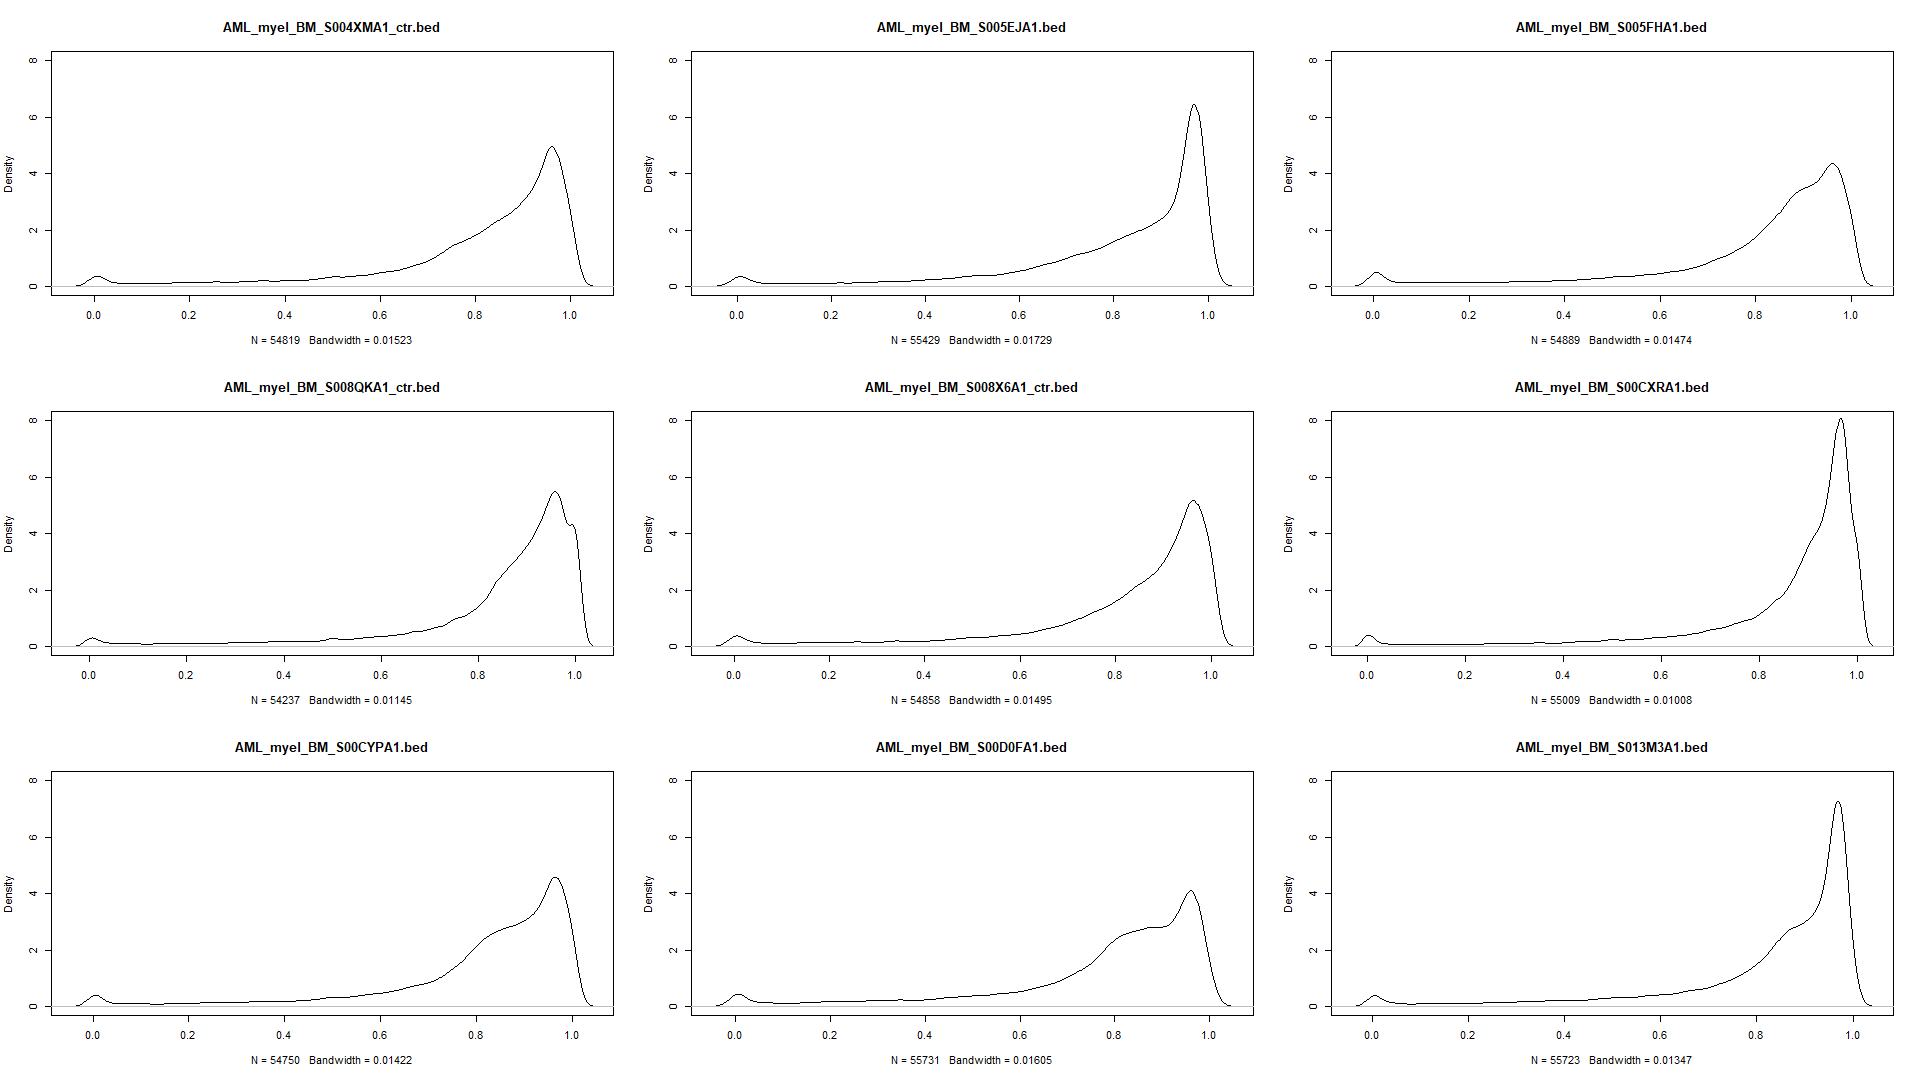 AML_myel_BM_S004XMA1_ctr.bed
Density
8
6
4
2
0
0.0 0.2 0.4 0.6 0.8 1.0
N = 54819 Bandwidth = 0.01523
AML_myel_BM_S005EJA1.bed
Density
8
6
4
2
0
0.0 0.2 0.4 0.6 0.8 1.0
N = 55429 Bandwidth = 0.01729
AML_myel_BM_S005FHA1.bed
Density
8
6
4
2
0
0.0 0.2 0.4 0.6 0.8 1.0
N = 54889 Bandwidth = 0.01474
AML_myel_BM_S008QKA1_ctr.bed
Density
8
6
4
2
0
0.0 0.2 0.4 0.6 0.8 1.0
N = 54237 Bandwidth = 0.01145
AML_myel_BM_S008X6A1_ctr.bed
Density
8
6
4
2
0
0.0 0.2 0.4 0.6 0.8 1.0
N = 54858 Bandwidth = 0.01495
AML_myel_BM_S00CXRA1.bed
Density
8
6
4
2
0
0.0 0.2 0.4 0.6 0.8 1.0
N = 55009 Bandwidth = 0.01008
AML_myel_BM_S00CYPA1.bed
Density
8
6
4
2
0
0.0 0.2 0.4 0.6 0.8 1.0
N = 54750 Bandwidth = 0.01422
AML_myel_BM_S00D0FA1.bed
Density
8
6
4
2
0
0.0 0.2 0.4 0.6 0.8 1.0
N = 55731 Bandwidth = 0.01605
AML_myel_BM_S013M3A1.bed
Density
8
6
4
2
0
0.0 0.2 0.4 0.6 0.8 1.0
N = 55723 Bandwidth = 0.01347